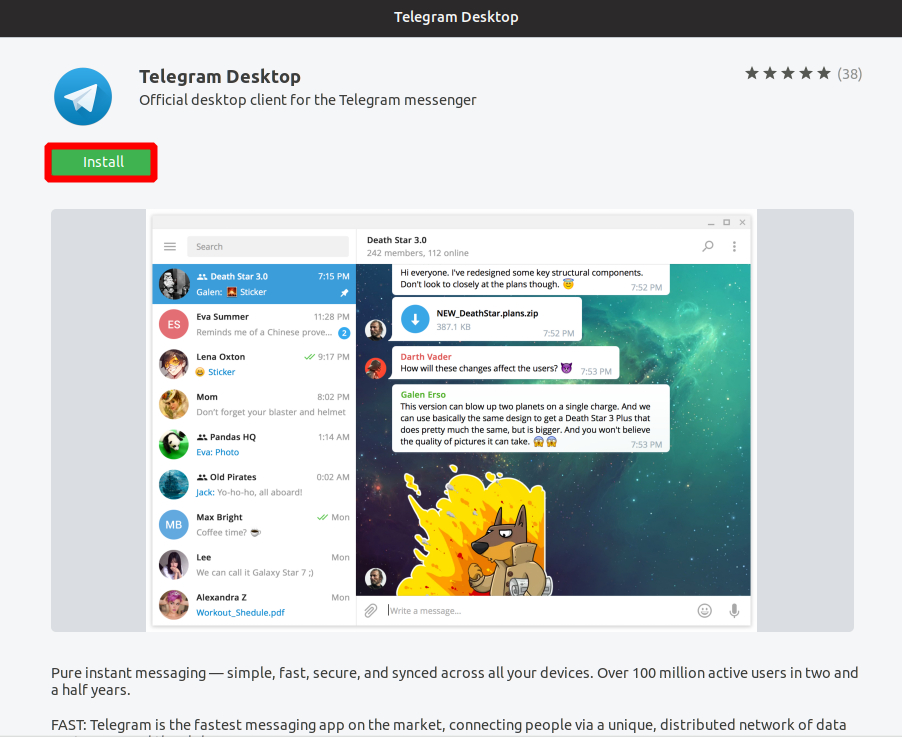 Telegram Desktop
Telegram Desktop
(38)
Official desktop client for the Telegram messenger
Install
Search
Death Star 3.0
242 members, 112 online
Death Star 3.0 7:15 PM
Galen: Sticker
ES
Eva Summer 11:28 PM
Reminds me of a Chinese prove... 2
Lena Oxton 9:17 PM
Sticker
Mom 8:02 PM
Don't forget your blaster and helmet
Pandas HQ 1:14 AM
Eva: Photo
Old Pirates 0:02 AM
Jack: Yo-ho-ho, all aboard!
MB
Max Bright Mon
Coffee time?
Lee Mon
We can call it Galaxy Star 7 ;)
Alexandra Z Mon
Workout_Shedule.pdf
Hi everyone. I've redesigned some key structural components.
Don't look to closely at the plans though. 7:52 PM
NEW_DeathStar.plans.zip
387.1 KB
7:52 PM
Darth Vader
How will these changes affect the users? 7:53 PM
Galen Erso
This version can blow up two planets on a single charge. And we
can use basically the same design to get a Death Star 3 Plus that
does pretty much the same, but is bigger. And you won't believe
the quality of pictures it can take. 7:53 PM
Write a message...
Pure instant messaging — simple, fast, secure, and synced across all your devices. Over 100 million active users in two and
a half years.
FAST: Telegram is the fastest messaging app on the market, connecting people via a unique, distributed network of data